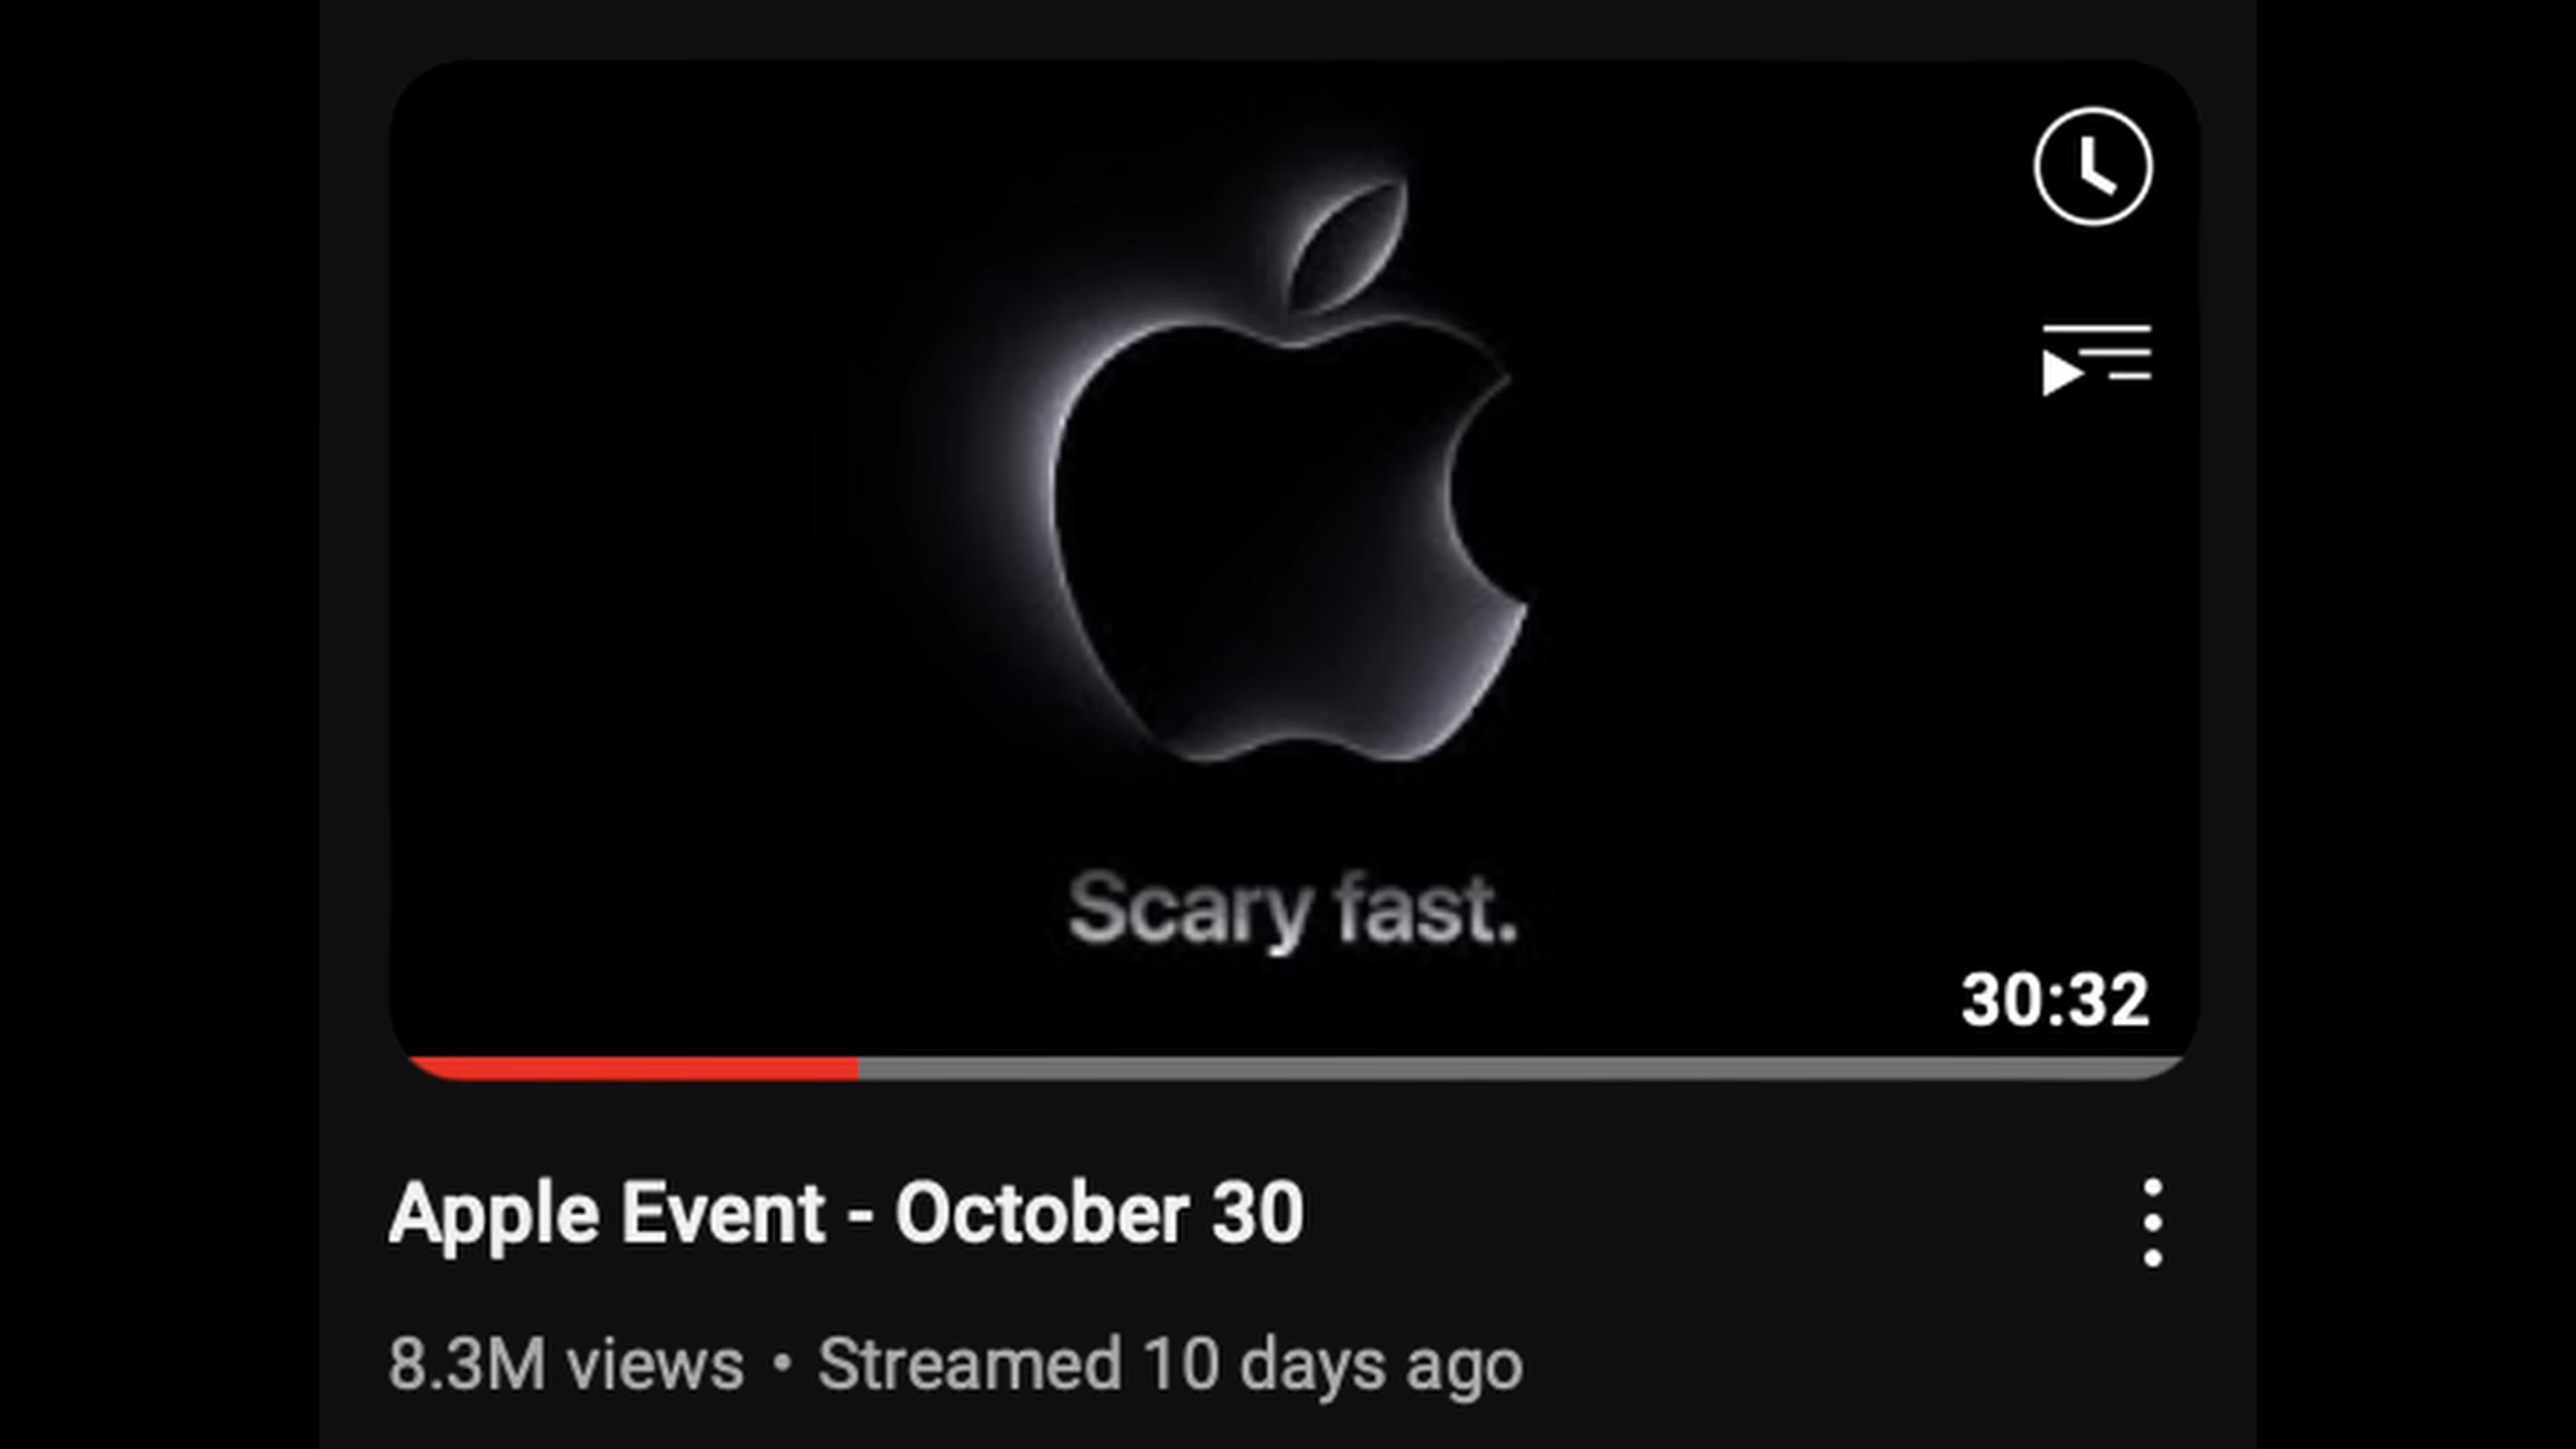 Scary fast.
30:32
Apple Event - October 30
8.3M views • Streamed 10 days ago